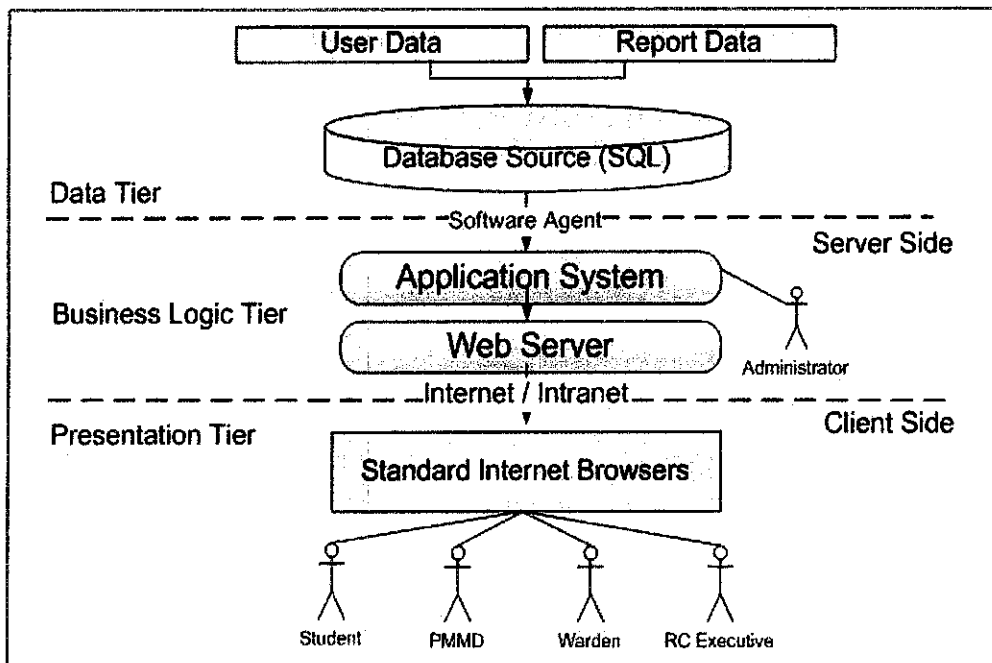 User Data
Report Data
Database Source (SQL)
Data Tier
Software Agent
Server Side
Application System
Business Logic Tier
Web Server
Administrator
Internet / Intranet
Client Side
Presentation Tier
Standard Internet Browsers
Student
PMMD
Warden
RC Executive